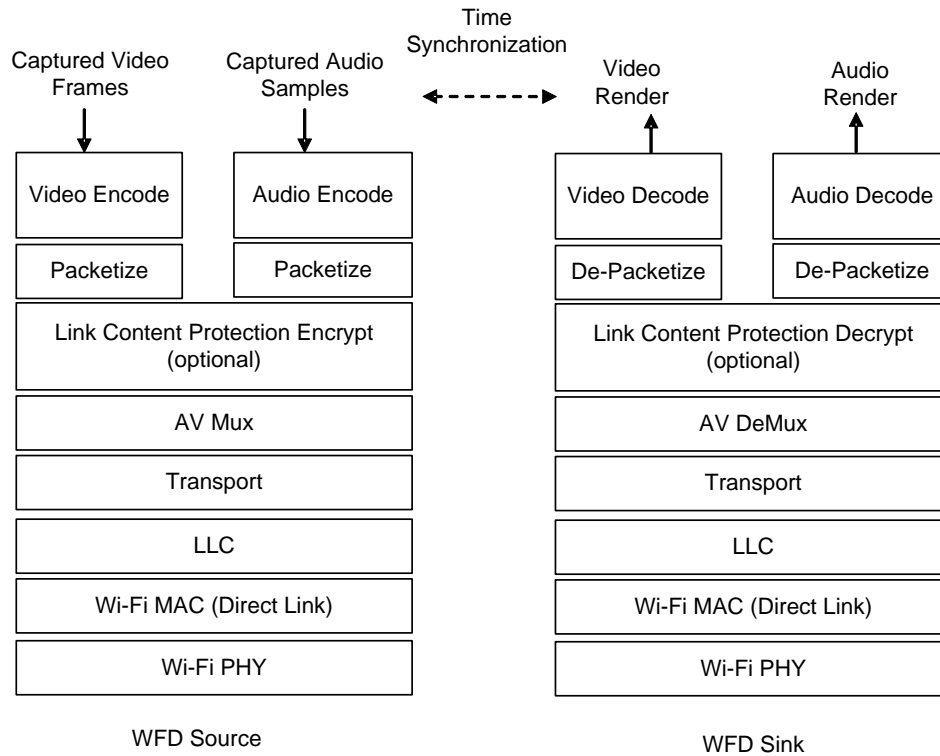 Time
Synchronization
Captured Video
Frames
Captured Audio
Samples
Video
Render
Audio
Render
Video Encode
Audio Encode
Video Decode
Audio Decode
Packetize
Packetize
De-Packetize
De-Packetize
Link Content Protection Encrypt
(optional)
Link Content Protection Decrypt
(optional)
AV Mux
AV DeMux
Transport
Transport
LLC
LLC
Wi-Fi MAC (Direct Link)
Wi-Fi MAC (Direct Link)
Wi-Fi PHY
Wi-Fi PHY
WFD Source
WFD Sink